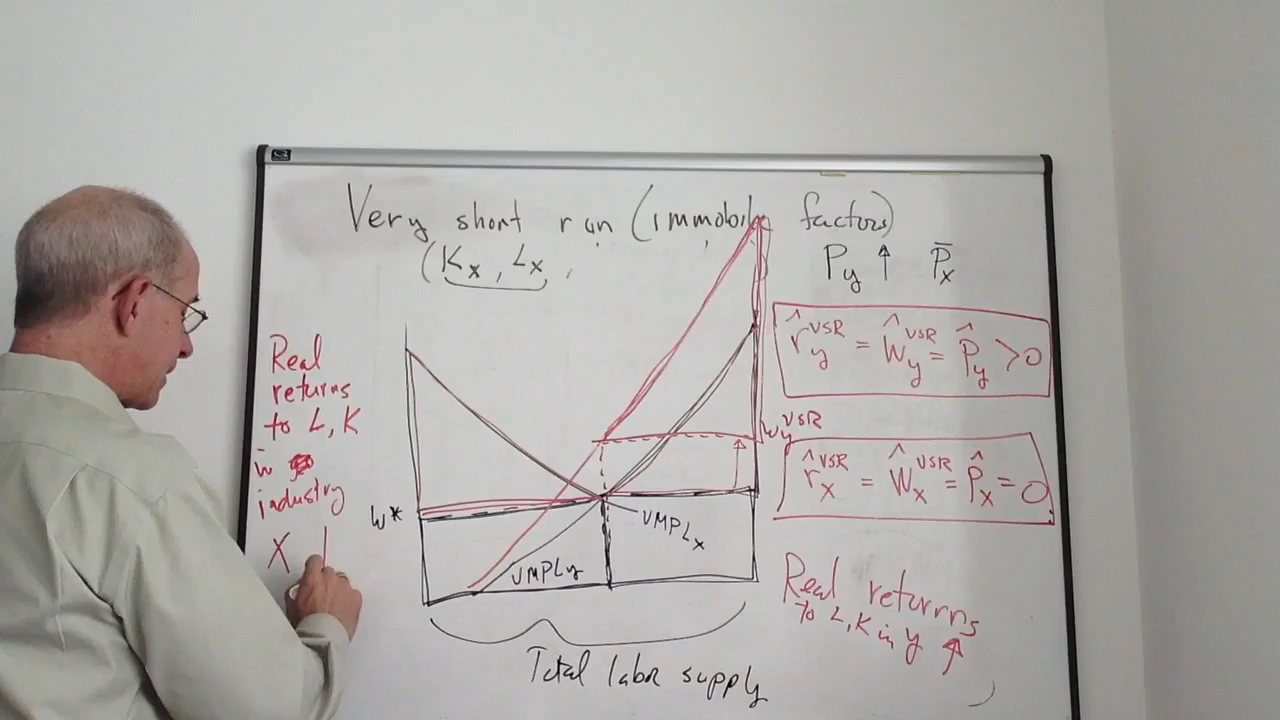 Very short run (immobile factors)
(Kx, Lx,
Py ↑ P̄x
r̂y^VSR = ŵy^VSR = P̂y > 0
wy^VSR
r̂x^VSR = ŵx^VSR = P̂x = 0
Real
returns
to L, K
in
industry
X
w*
VMPLx
VMPLy
Real returns
to L, K in y ↑
Total labor supply